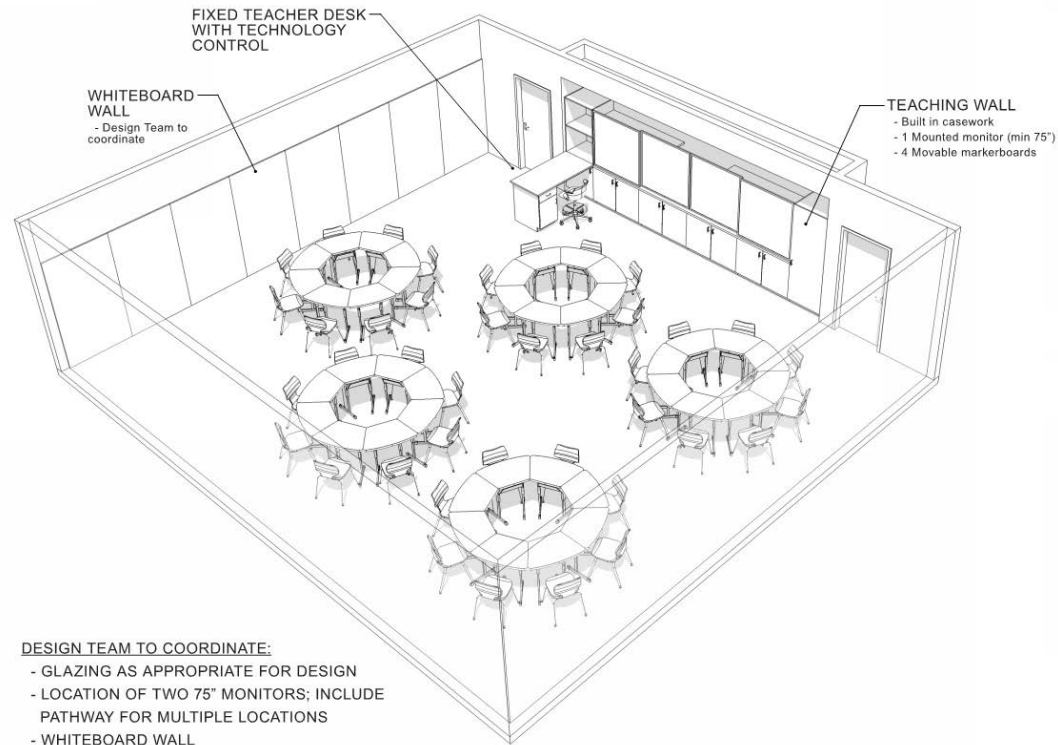 FIXED TEACHER DESK
WITH TECHNOLOGY
CONTROL
WHITEBOARD
WALL
- Design Team to
coordinate
TEACHING WALL
- Built in casework
- 1 Mounted monitor (min 75")
- 4 Movable markerboards
DESIGN TEAM TO COORDINATE:
- GLAZING AS APPROPRIATE FOR DESIGN
- LOCATION OF TWO 75" MONITORS; INCLUDE
PATHWAY FOR MULTIPLE LOCATIONS
- WHITEBOARD WALL